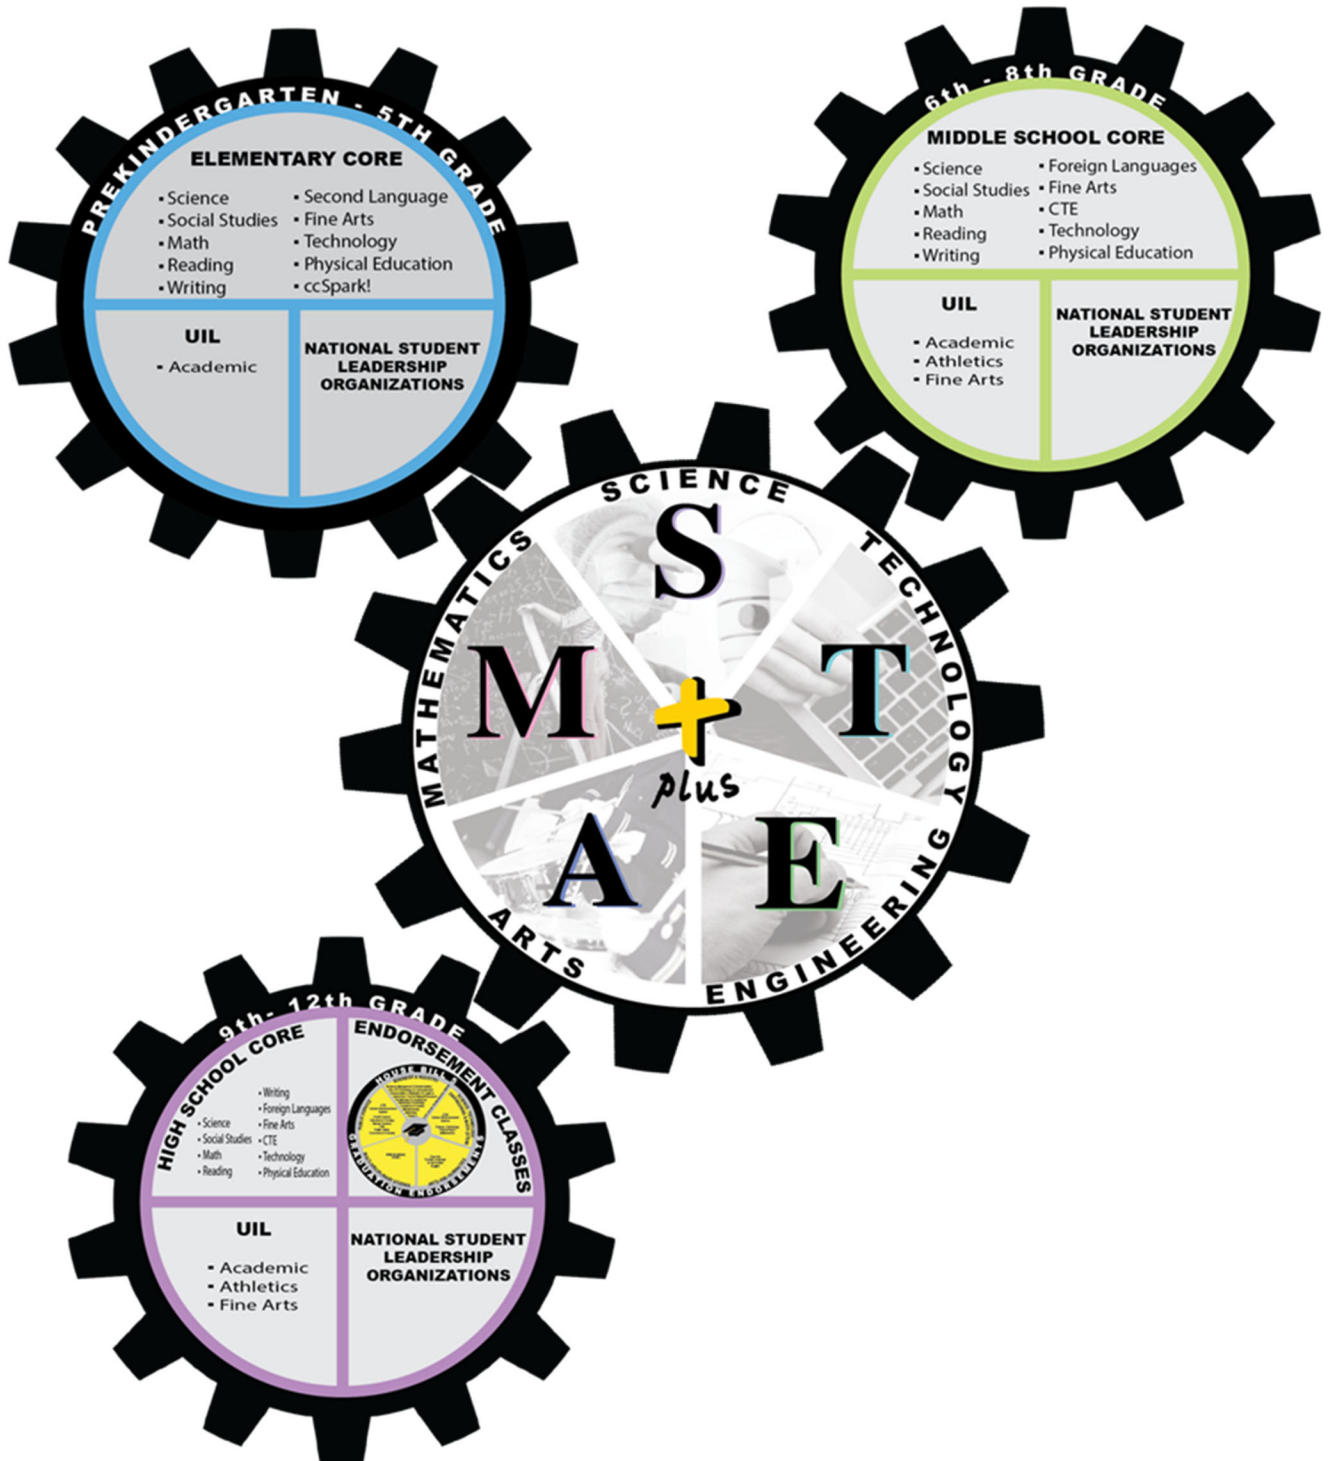 PREKINDERGARTEN - 5TH GRADE
ELEMENTARY CORE
▪ Science
▪ Social Studies
▪ Math
▪ Reading
▪ Writing
▪ Second Language
▪ Fine Arts
▪ Technology
▪ Physical Education
▪ ccSpark!
UIL
▪ Academic
NATIONAL STUDENT
LEADERSHIP
ORGANIZATIONS
6th - 8th GRADE
MIDDLE SCHOOL CORE
▪ Science
▪ Social Studies
▪ Math
▪ Reading
▪ Writing
▪ Foreign Languages
▪ Fine Arts
▪ CTE
▪ Technology
▪ Physical Education
UIL
▪ Academic
▪ Athletics
▪ Fine Arts
NATIONAL STUDENT
LEADERSHIP
ORGANIZATIONS
SCIENCE
TECHNOLOGY
ENGINEERING
ARTS
MATHEMATICS
S
T
E
A
M
+
plus
9th- 12th GRADE
HIGH SCHOOL CORE
• Science
• Social Studies
• Math
• Reading
• Writing
• Foreign Languages
• Fine Arts
• CTE
• Technology
• Physical Education
ENDORSEMENT CLASSES
HOUSE BILL 5
GRADUATION ENDORSEMENTS
UIL
▪ Academic
▪ Athletics
▪ Fine Arts
NATIONAL STUDENT
LEADERSHIP
ORGANIZATIONS